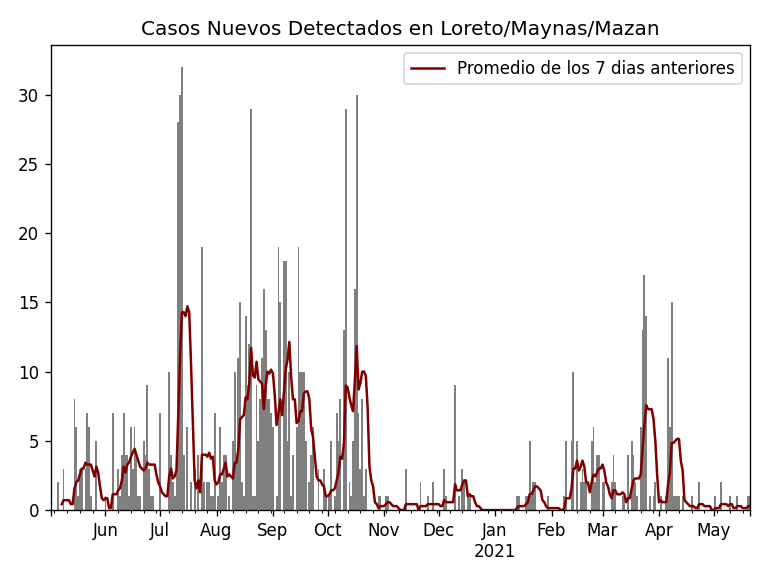 Casos Nuevos Detectados en Loreto/Maynas/Mazan
Promedio de los 7 dias anteriores
30
25
20
15
10
5
0
Jun Jul Aug Sep Oct Nov Dec Jan Feb Mar Apr May
2021